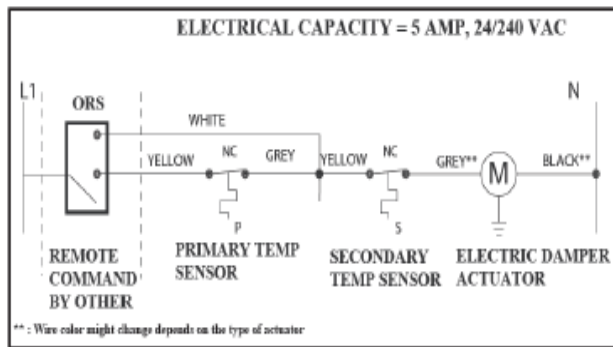 ELECTRICAL CAPACITY = 5 AMP, 24/240 VAC
L1
ORS
N
WHITE
YELLOW
NC
GREY
YELLOW
NC
GREY**
M
BLACK**
P
S
REMOTE
COMMAND
BY OTHER
PRIMARY TEMP
SENSOR
SECONDARY
TEMP SENSOR
ELECTRIC DAMPER
ACTUATOR
** : Wire color might change depends on the type of actuator